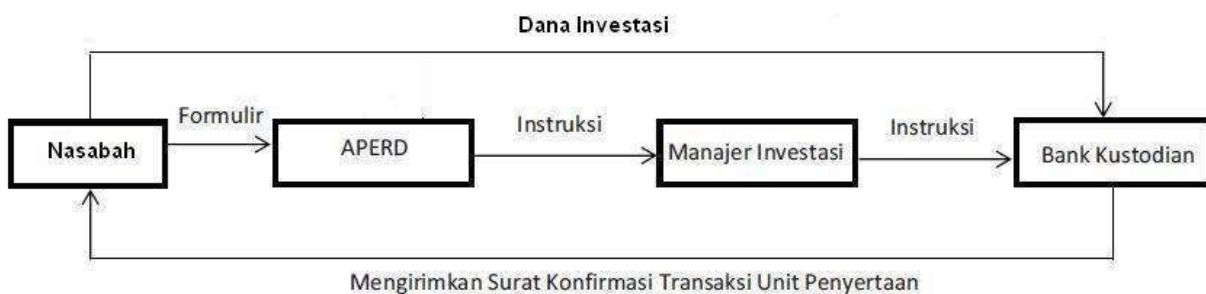 Dana Investasi
Formulir
Instruksi
Instruksi
Nasabah
APERD
Manajer Investasi
Bank Kustodian
Mengirimkan Surat Konfirmasi Transaksi Unit Penyertaan